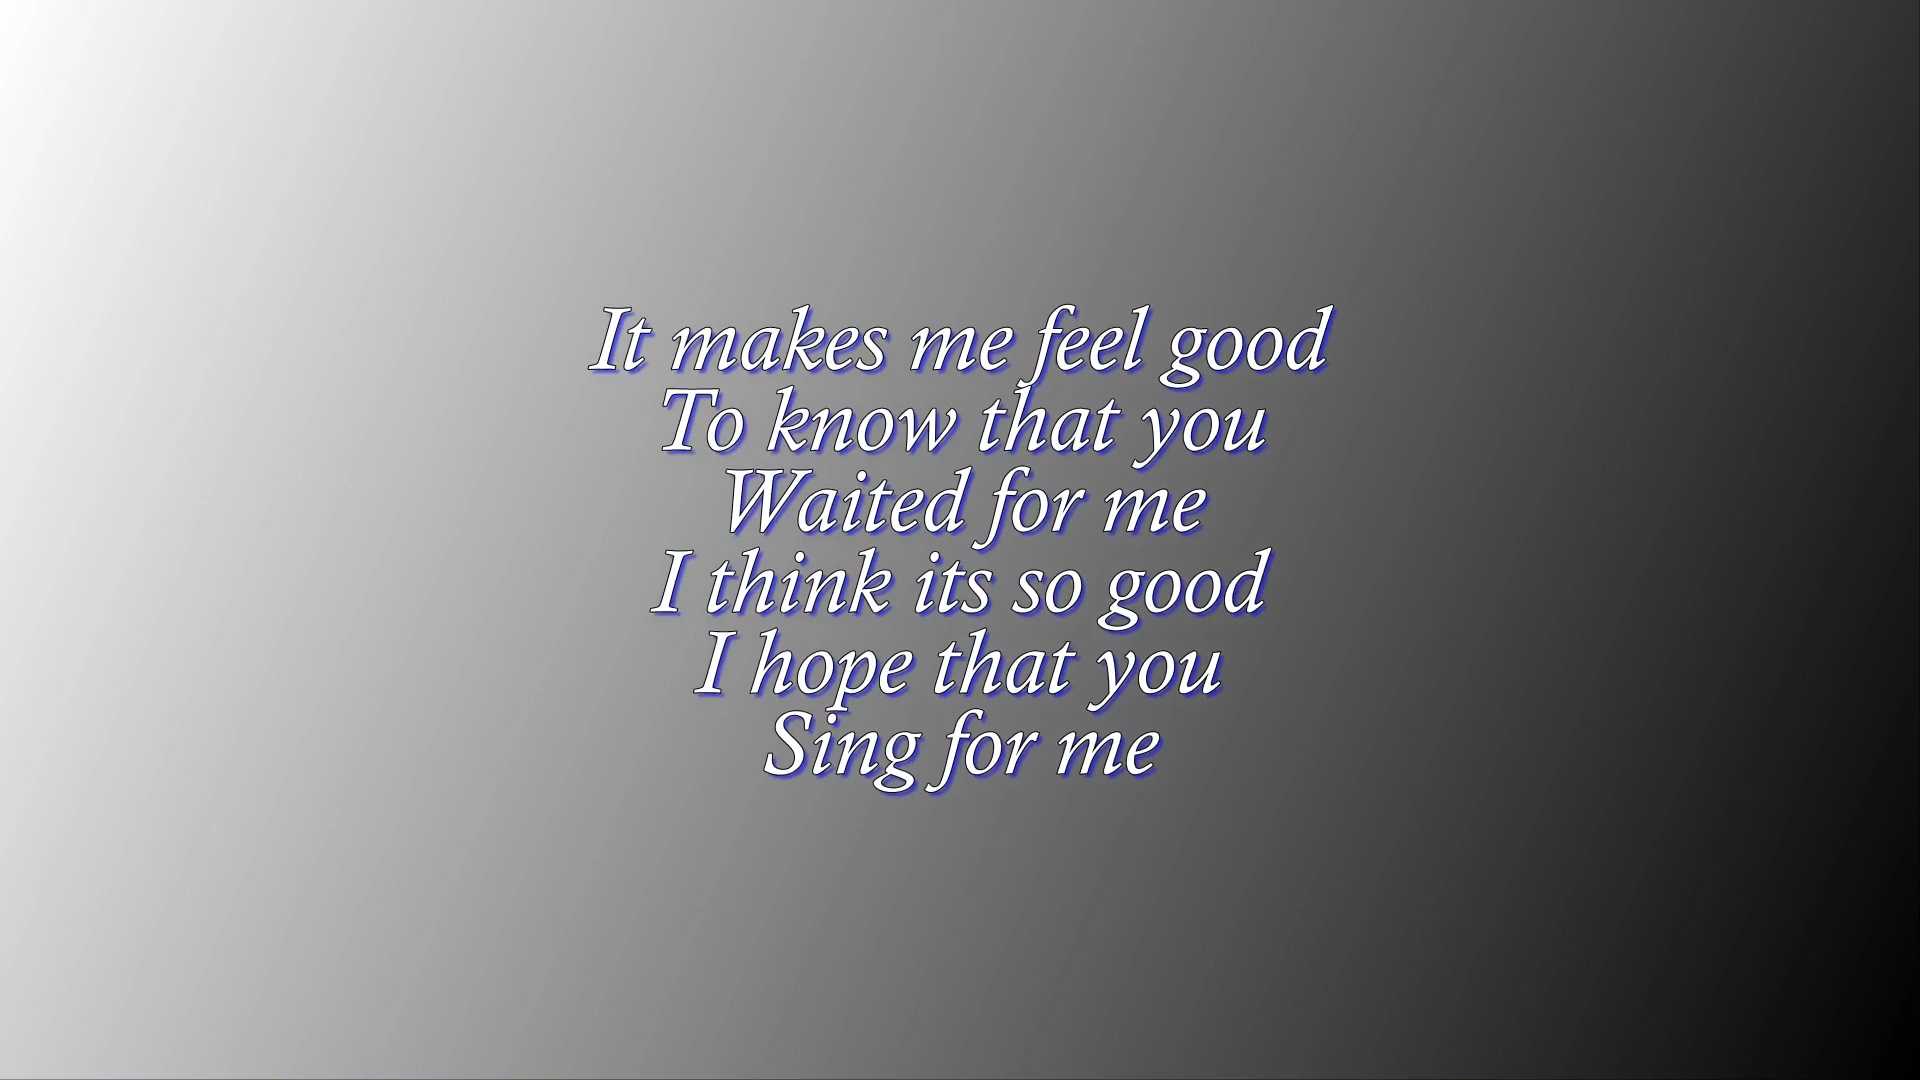 It makes me feel good
To know that you
Waited for me
I think its so good
I hope that you
Sing for me